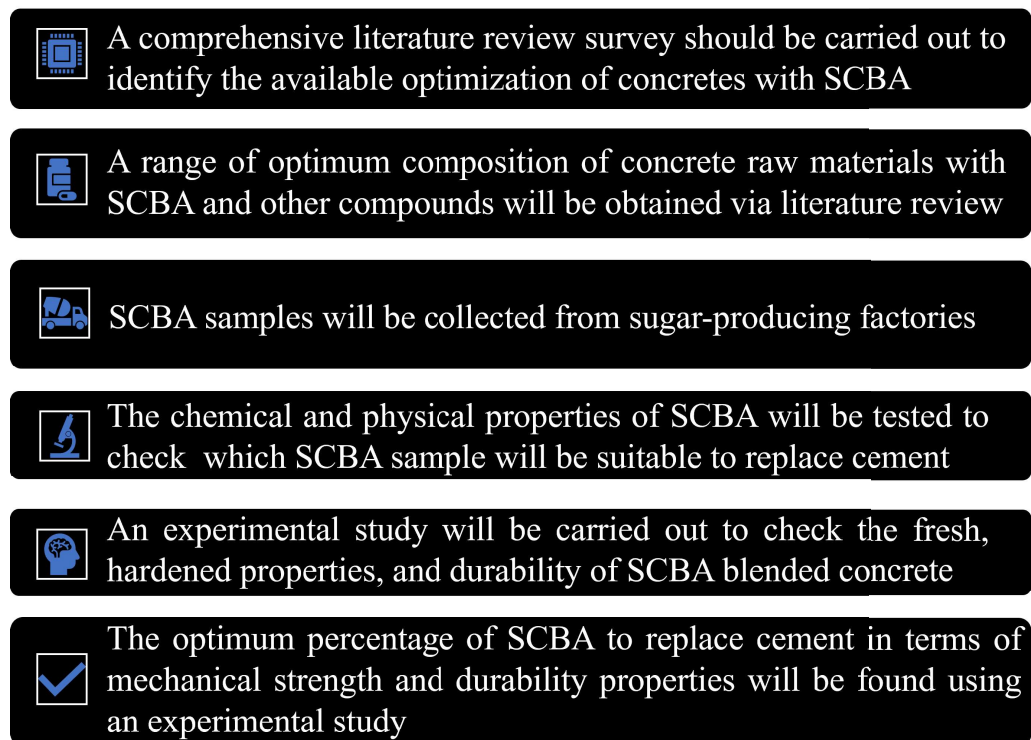 A comprehensive literature review survey should be carried out to
identify the available optimization of concretes with SCBA
A range of optimum composition of concrete raw materials with
SCBA and other compounds will be obtained via literature review
SCBA samples will be collected from sugar-producing factories
The chemical and physical properties of SCBA will be tested to
check which SCBA sample will be suitable to replace cement
An experimental study will be carried out to check the fresh,
hardened properties, and durability of SCBA blended concrete
The optimum percentage of SCBA to replace cement in terms of
mechanical strength and durability properties will be found using
an experimental study